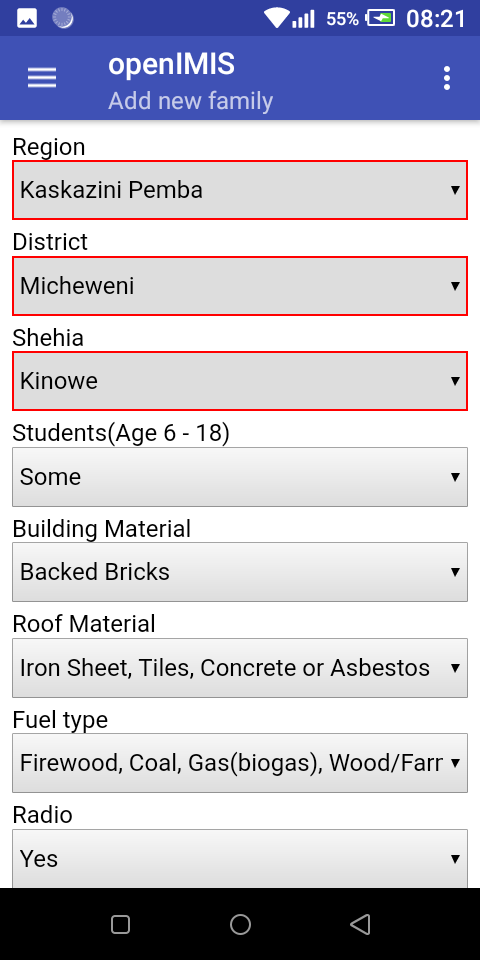 55% 08:21
openIMIS
Add new family
Region
Kaskazini Pemba
District
Micheweni
Shehia
Kinowe
Students(Age 6 - 18)
Some
Building Material
Backed Bricks
Roof Material
Iron Sheet, Tiles, Concrete or Asbestos
Fuel type
Firewood, Coal, Gas(biogas), Wood/Farr
Radio
Yes